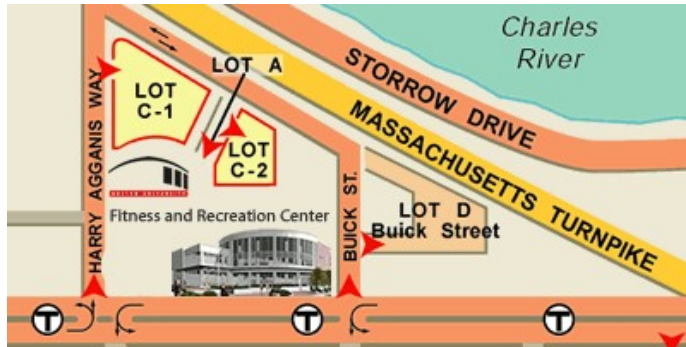 Charles
River
STORROW DRIVE
MASSACHUSETTS TURNPIKE
LOT A
LOT
C-1
LOT
C-2
HARRY AGGANIS WAY
Fitness and Recreation Center
BUICK ST.
LOT D
Buick Street
T
T
T